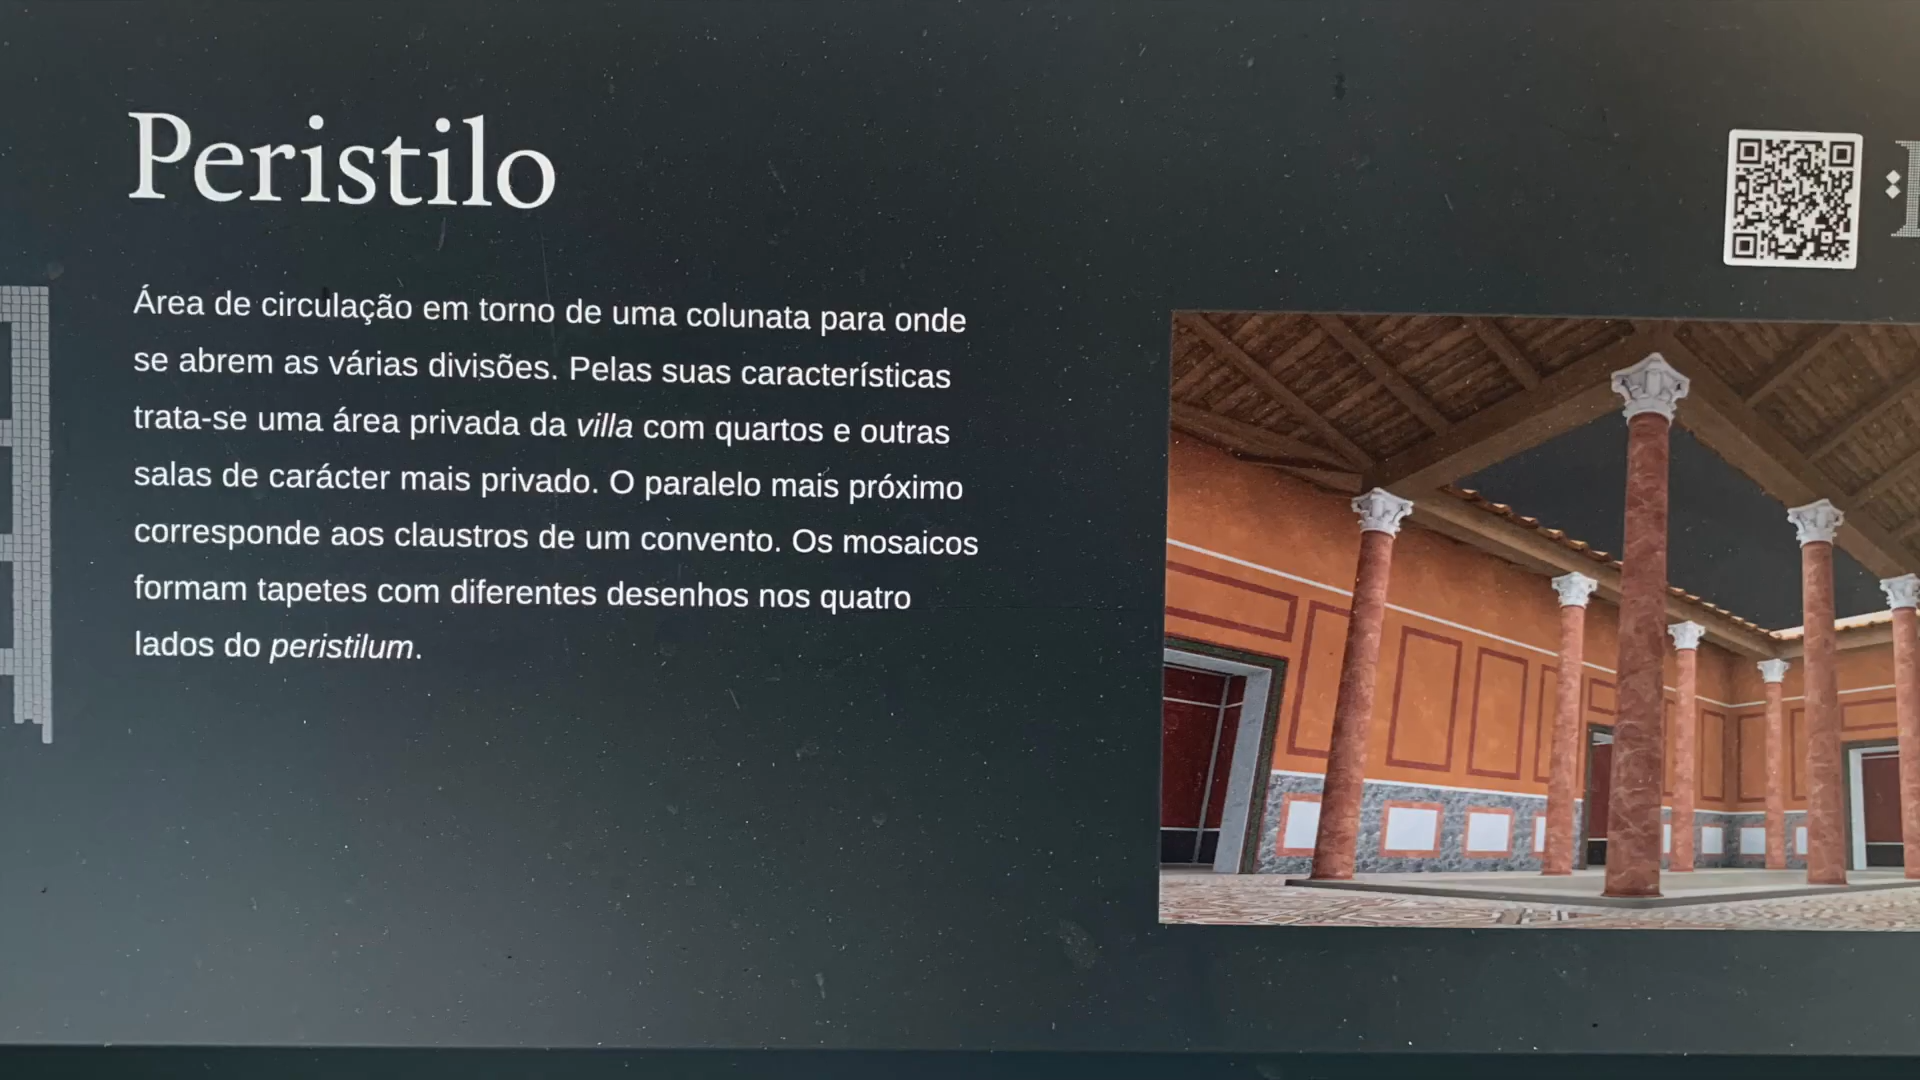 Peristilo
Área de circulação em torno de uma colunata para onde
se abrem as várias divisões. Pelas suas características
trata-se uma área privada da villa com quartos e outras
salas de carácter mais privado. O paralelo mais próximo
corresponde aos claustros de um convento. Os mosaicos
formam tapetes com diferentes desenhos nos quatro
lados do peristilum.